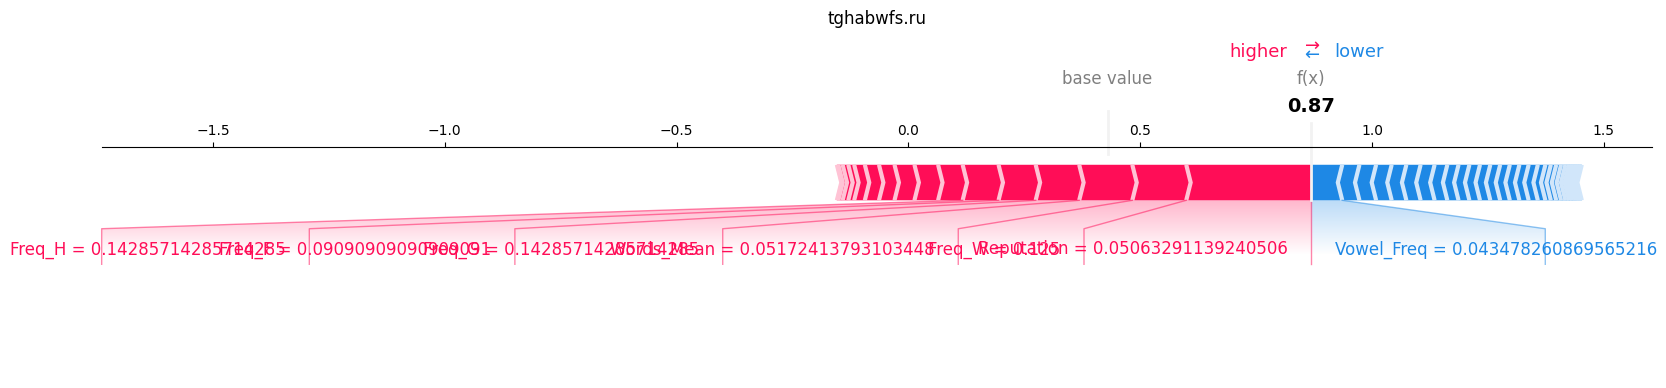 tghabwfs.ru
higher ⇄ lower
base value f(x)
0.87
−1.5 −1.0 −0.5 0.0 0.5 1.0 1.5
Freq_H = 0.14285714285714285 0.09090909090909091 Freq_G = 0.14285714285714285 Words_Mean = 0.05172413793103448 Freq_W = 0.125 Reputation = 0.05063291139240506 Vowel_Freq = 0.043478260869565216